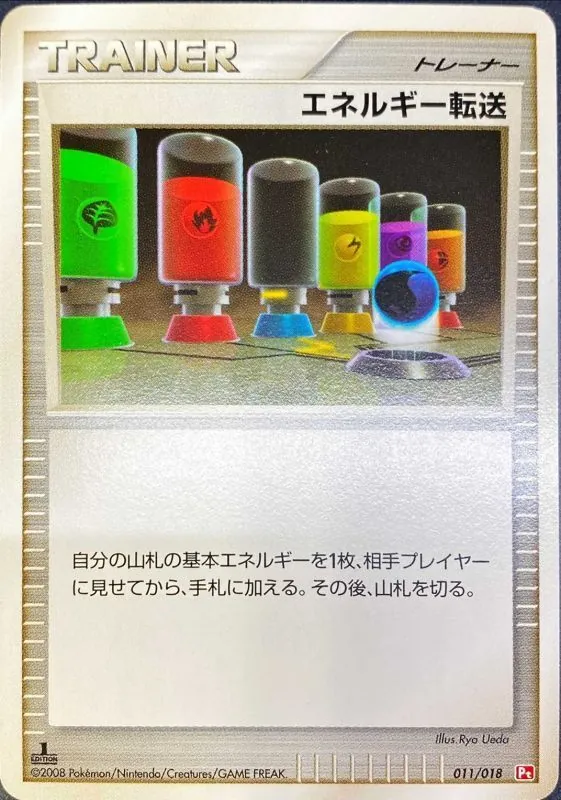 TRAINER
トレーナー
エネルギー転送
自分の山札の基本エネルギーを1枚、相手プレイヤー
に見せてから、手札に加える。その後、山札を切る。
Illus.Ryo Ueda
1
EDITION
©2008 Pokémon/Nintendo/Creatures/GAME FREAK.
011/018
Pt